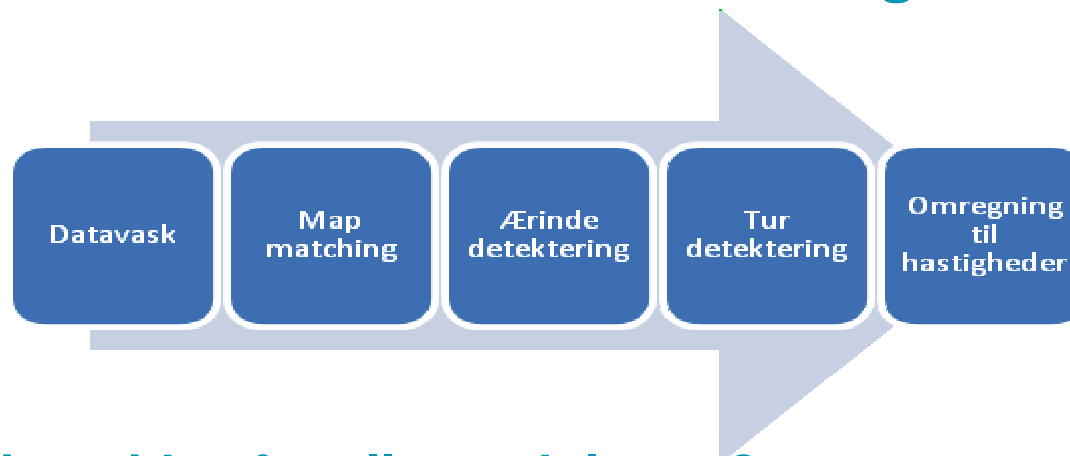 Datavask
Map
matching
Ærinde
detektering
Tur
detektering
Omregning
til
hastigheder